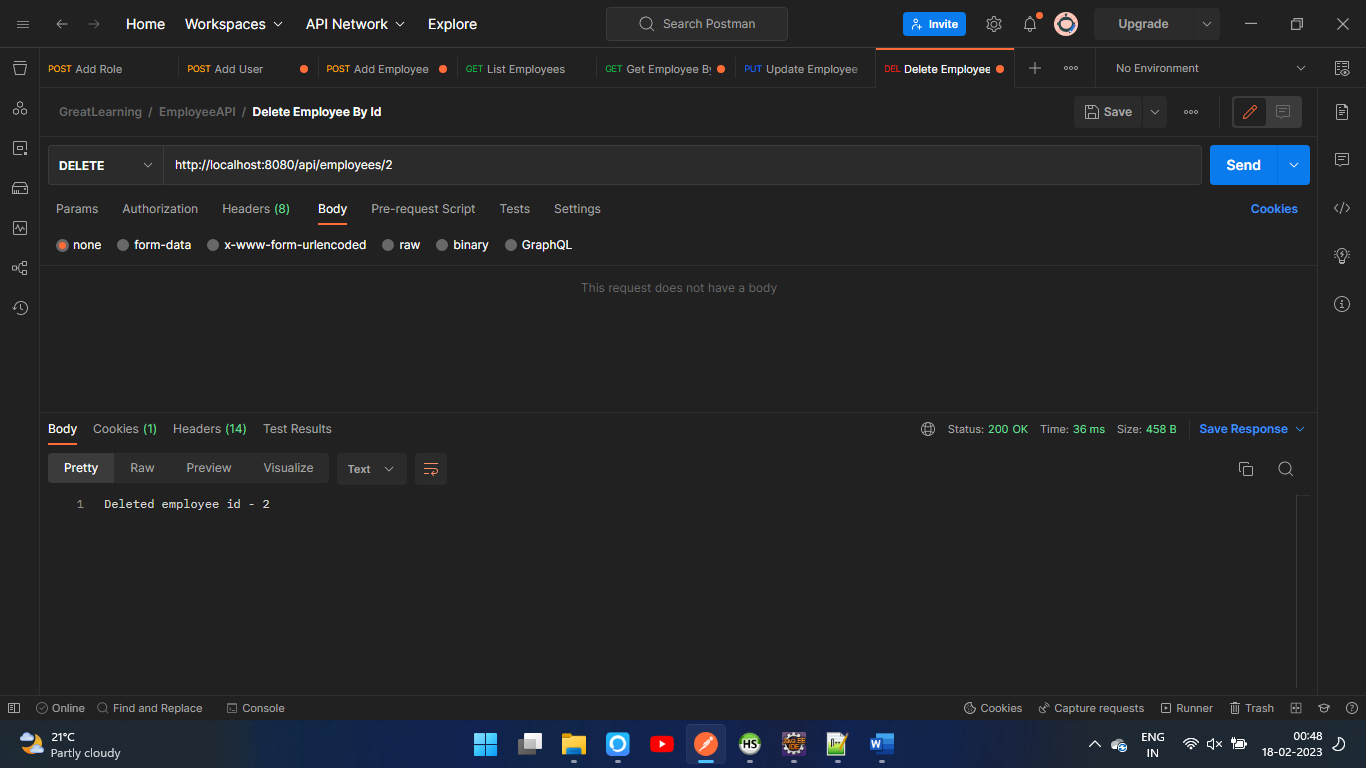 Home Workspaces API Network Explore Search Postman Invite Upgrade
POST Add Role POST Add User POST Add Employee GET List Employees GET Get Employee By PUT Update Employee DEL Delete Employee No Environment
GreatLearning / EmployeeAPI / Delete Employee By Id Save
DELETE http://localhost:8080/api/employees/2 Send
Params Authorization Headers (8) Body Pre-request Script Tests Settings Cookies
none form-data x-www-form-urlencoded raw binary GraphQL
This request does not have a body
Body Cookies (1) Headers (14) Test Results Status: 200 OK Time: 36 ms Size: 458 B Save Response
Pretty Raw Preview Visualize Text
1 Deleted employee id - 2
Online Find and Replace Console Cookies Capture requests Runner Trash
21°C
Partly cloudy
HS
Java EE
IDE
W
ENG
IN
00:48
18-02-2023